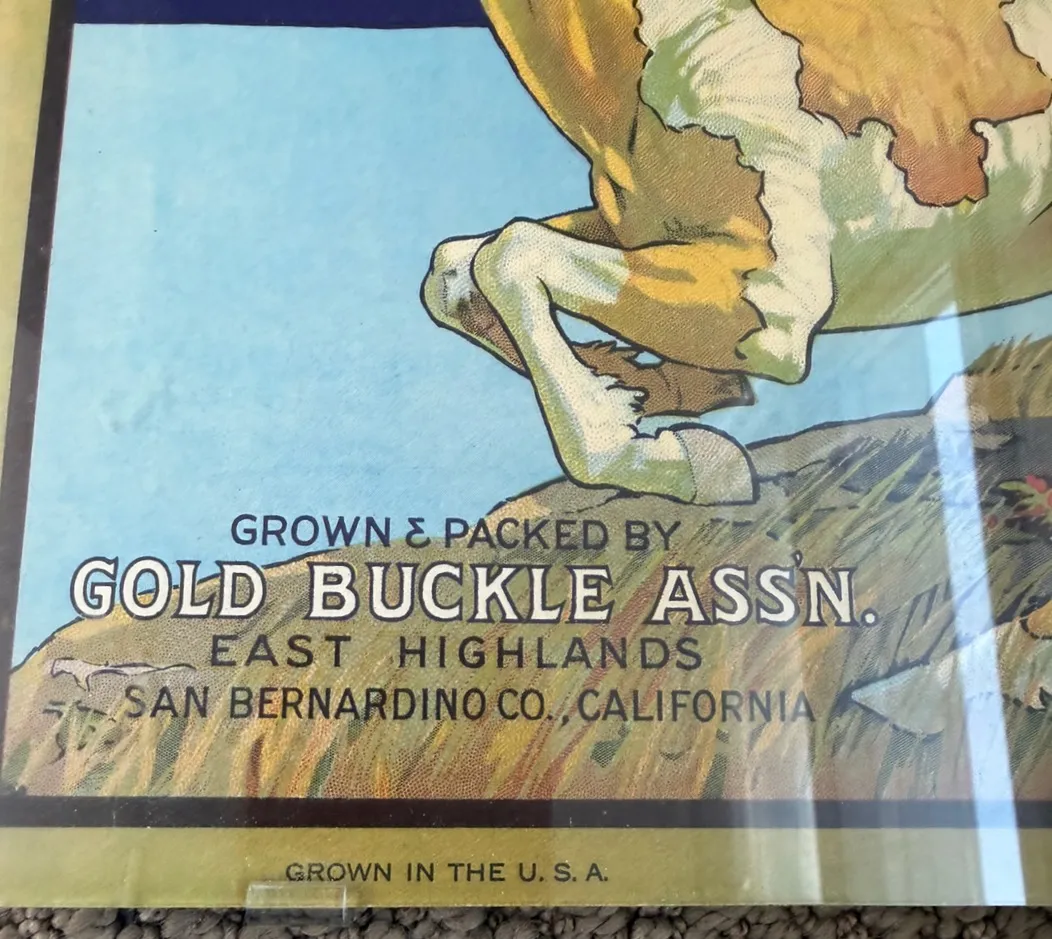 GROWN & PACKED BY
GOLD BUCKLE ASS'N.
EAST HIGHLANDS
SAN BERNARDINO CO., CALIFORNIA
GROWN IN THE U. S. A.